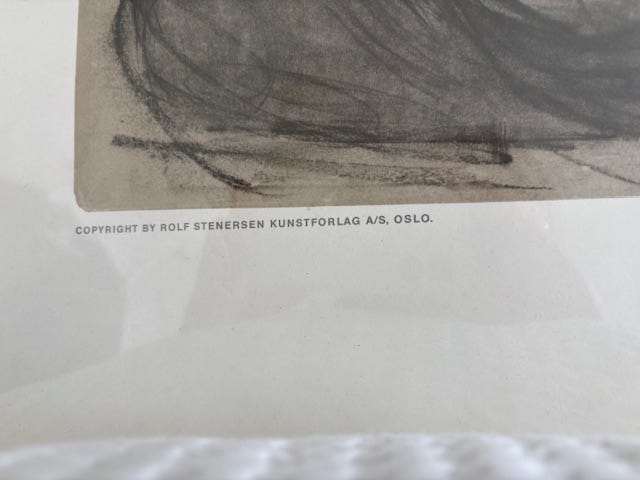 COPYRIGHT BY ROLF STENERSEN KUNSTFORLAG A/S, OSLO.